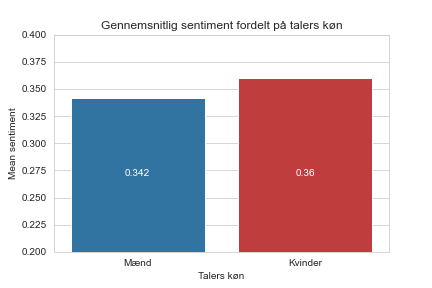 Gennemsnitlig sentiment fordelt på talers køn
0.400
0.375
0.350
0.325
0.300
0.275
0.250
0.225
0.200
Mean sentiment
0.342
0.36
Mænd
Kvinder
Talers køn